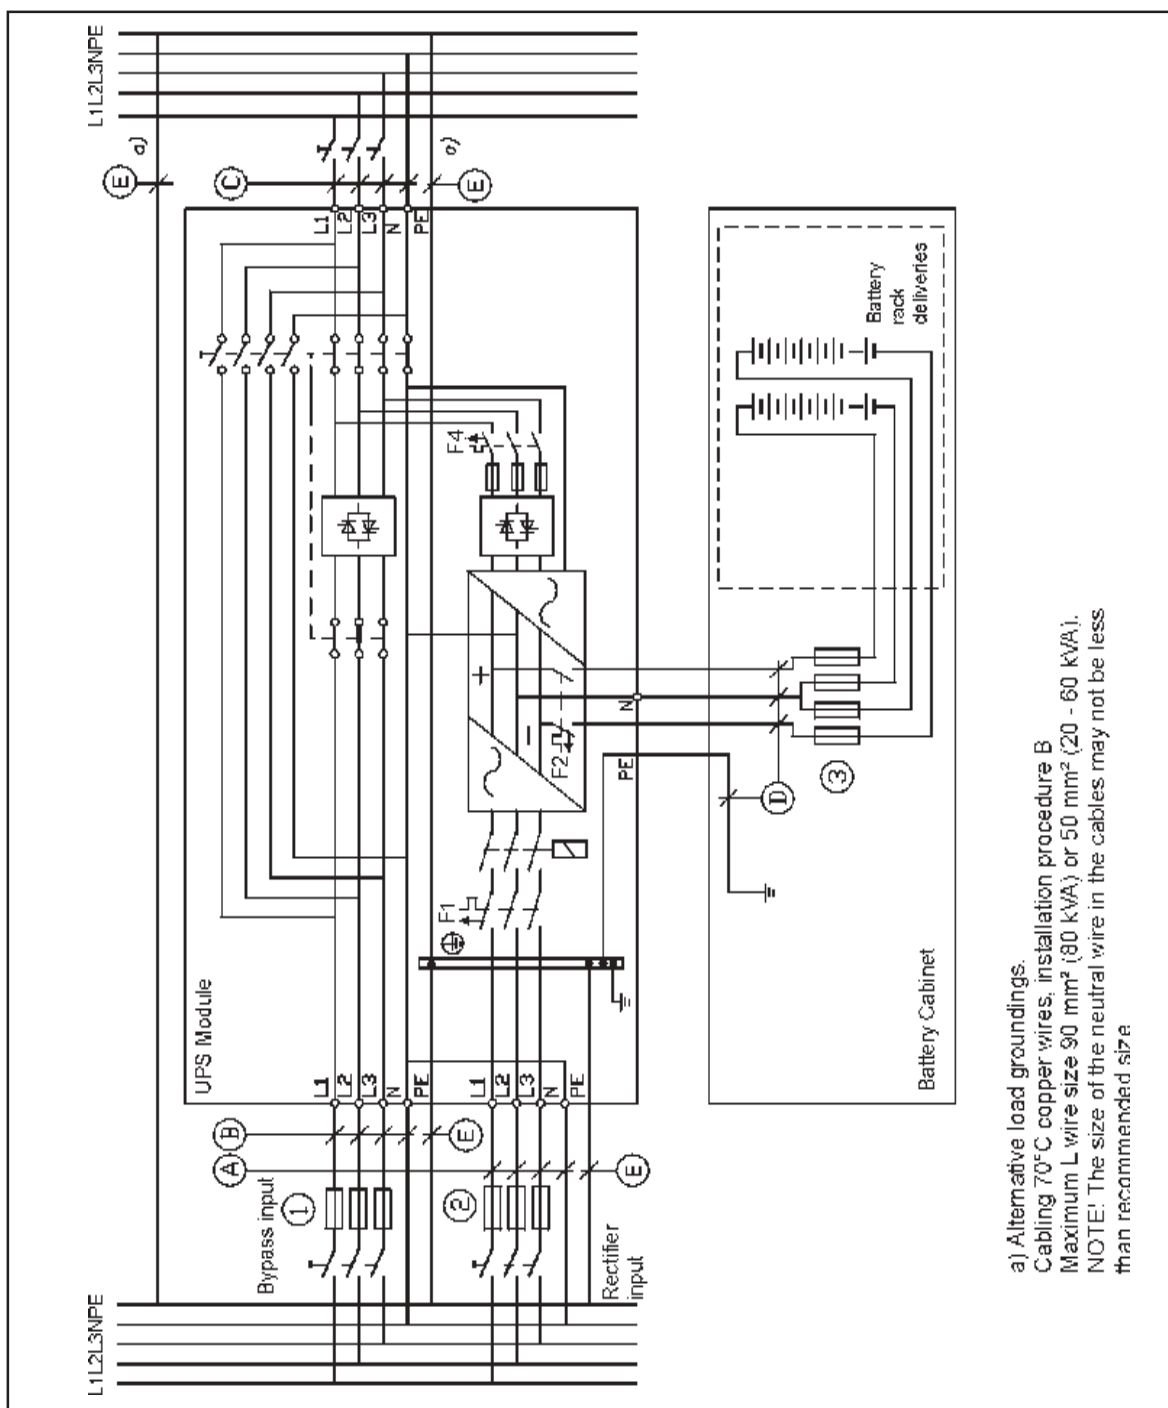 L1L2L3NPE
Bypass input
1
A
B
E
Rectifier
input
2
E
UPS Module
L1
L2
L3
N
PE
L1
L2
L3
N
PE
F1
F2
+
−
F4
PE
N
L1
L2
L3
N
PE
C
E
a)
E
a)
L1L2L3NPE
Battery Cabinet
D
3
Battery
rack
deliveries
a) Alternative load groundings.
Cabling 70°C copper wires, installation procedure B
Maximum L wire size 90 mm² (80 kVA) or 50 mm² (20 - 60 kVA).
NOTE! The size of the neutral wire in the cables may not be less
than recommended size